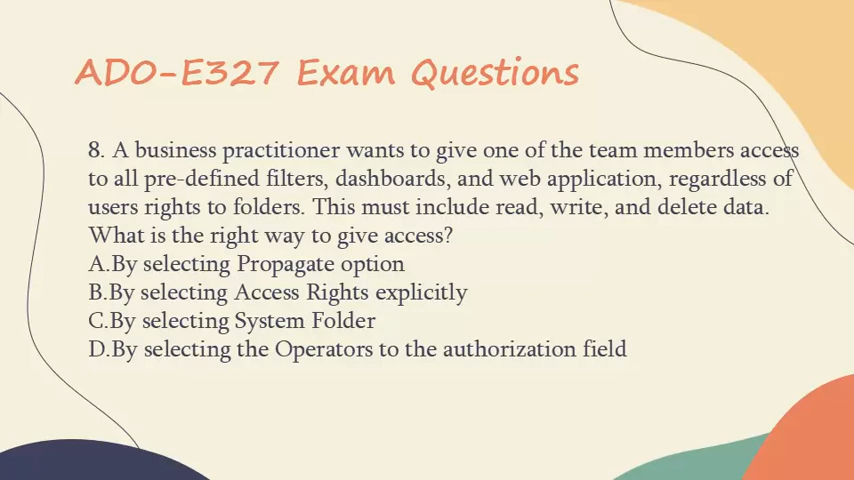 ADO-E327 Exam Questions
8. A business practitioner wants to give one of the team members access
to all pre-defined filters, dashboards, and web application, regardless of
users rights to folders. This must include read, write, and delete data.
What is the right way to give access?
A.By selecting Propagate option
B.By selecting Access Rights explicitly
C.By selecting System Folder
D.By selecting the Operators to the authorization field